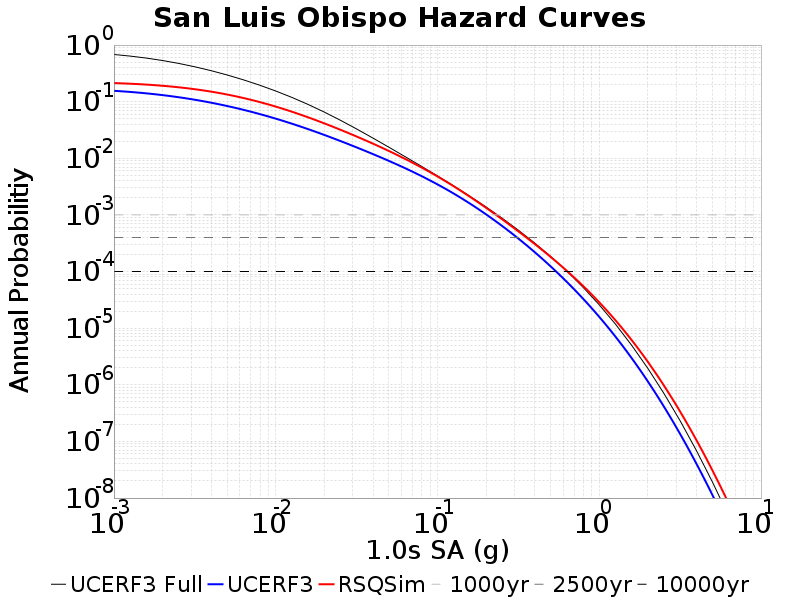 San Luis Obispo Hazard Curves
Annual Probabilitiy
10^0
10^-1
10^-2
10^-3
10^-4
10^-5
10^-6
10^-7
10^-8
10^-3 10^-2 10^-1 10^0 10^1
1.0s SA (g)
UCERF3 Full UCERF3 RSQSim 1000yr 2500yr 10000yr